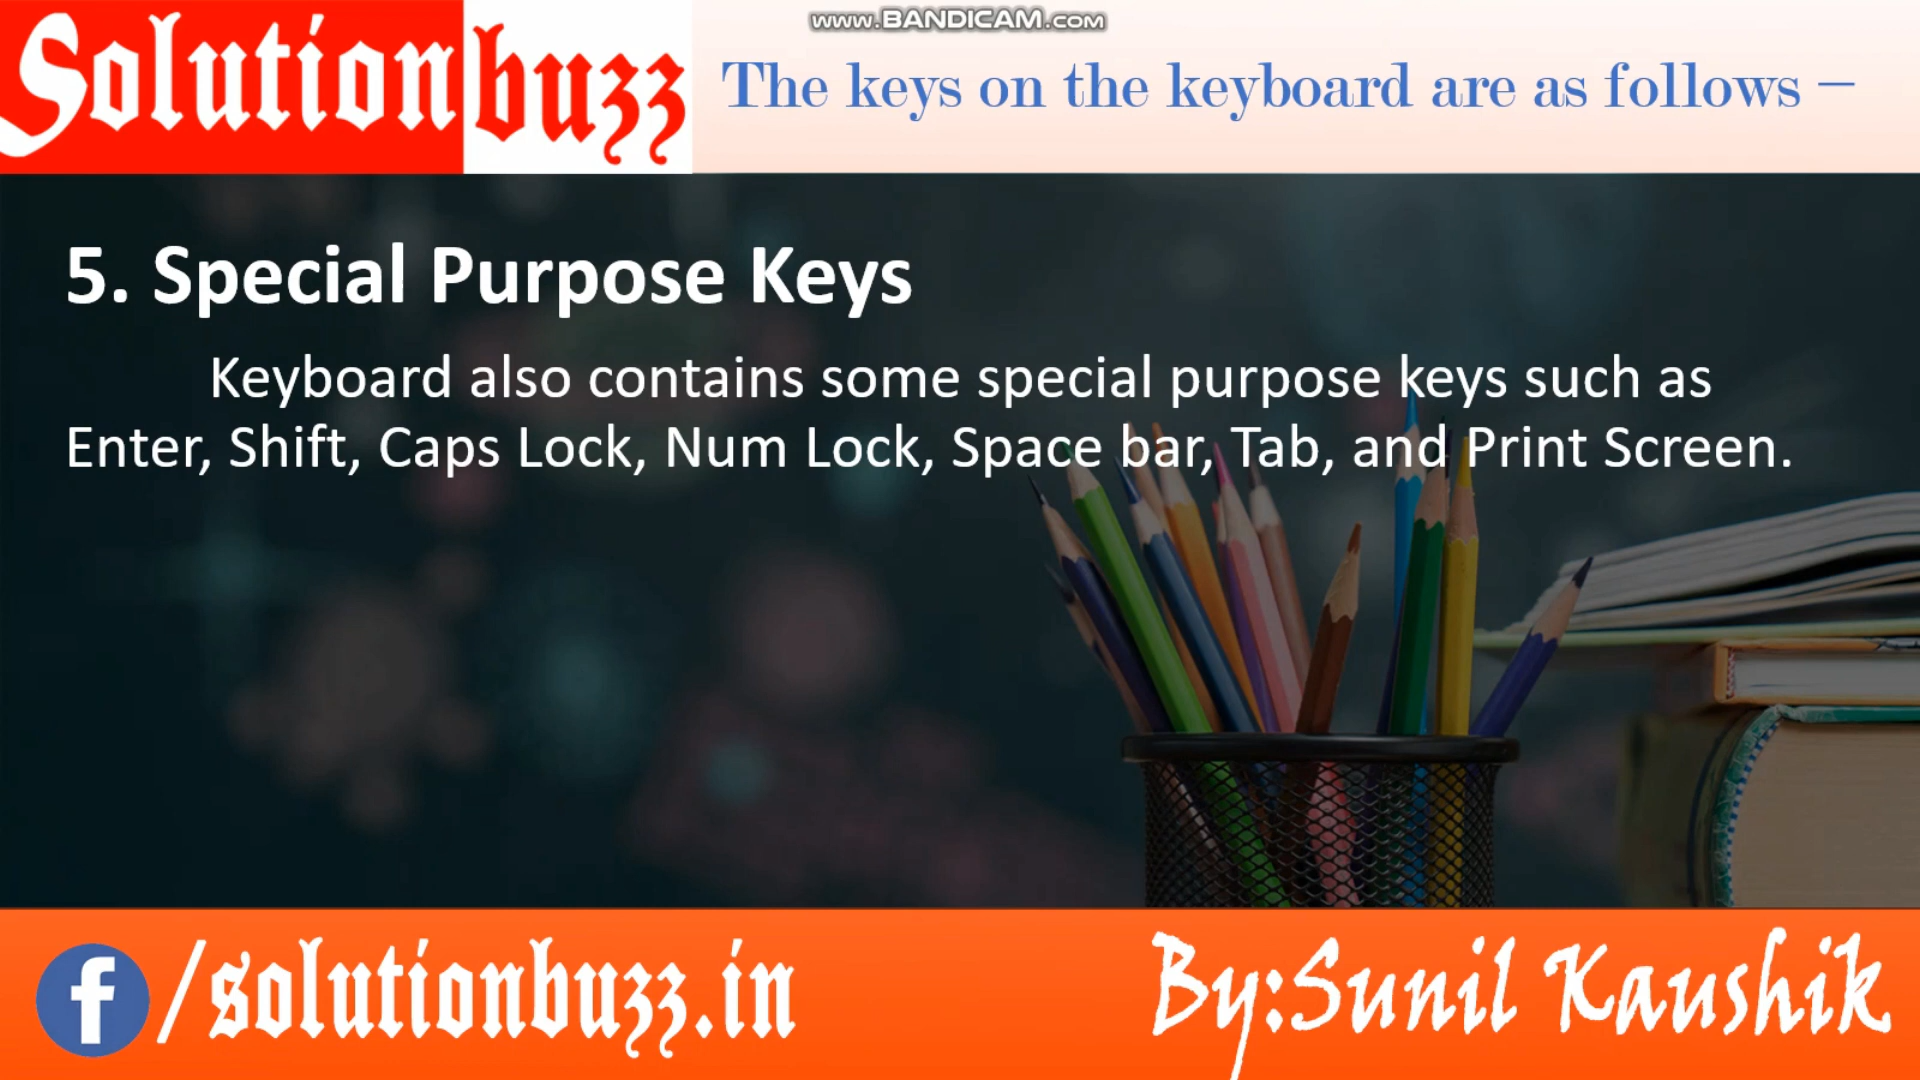 www.BANDICAM.com
Solutionbuzz
The keys on the keyboard are as follows –
5. Special Purpose Keys
Keyboard also contains some special purpose keys such as
Enter, Shift, Caps Lock, Num Lock, Space bar, Tab, and Print Screen.
f/solutionbuzz.in
By:Sunil Kaushik